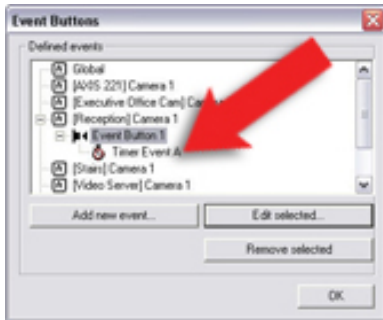 Event Buttons
Defined events
Global
[AXIS 221] Camera 1
[Executive Office Cam] Ca
[Reception] Camera 1
Event Button 1
Timer Event A
[Stairs] Camera 1
[Video Server] Camera 1
Add new event...
Edit selected...
Remove selected
OK